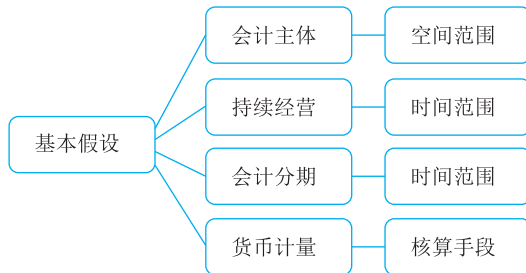 会计主体
空间范围
持续经营
时间范围
基本假设
会计分期
时间范围
货币计量
核算手段